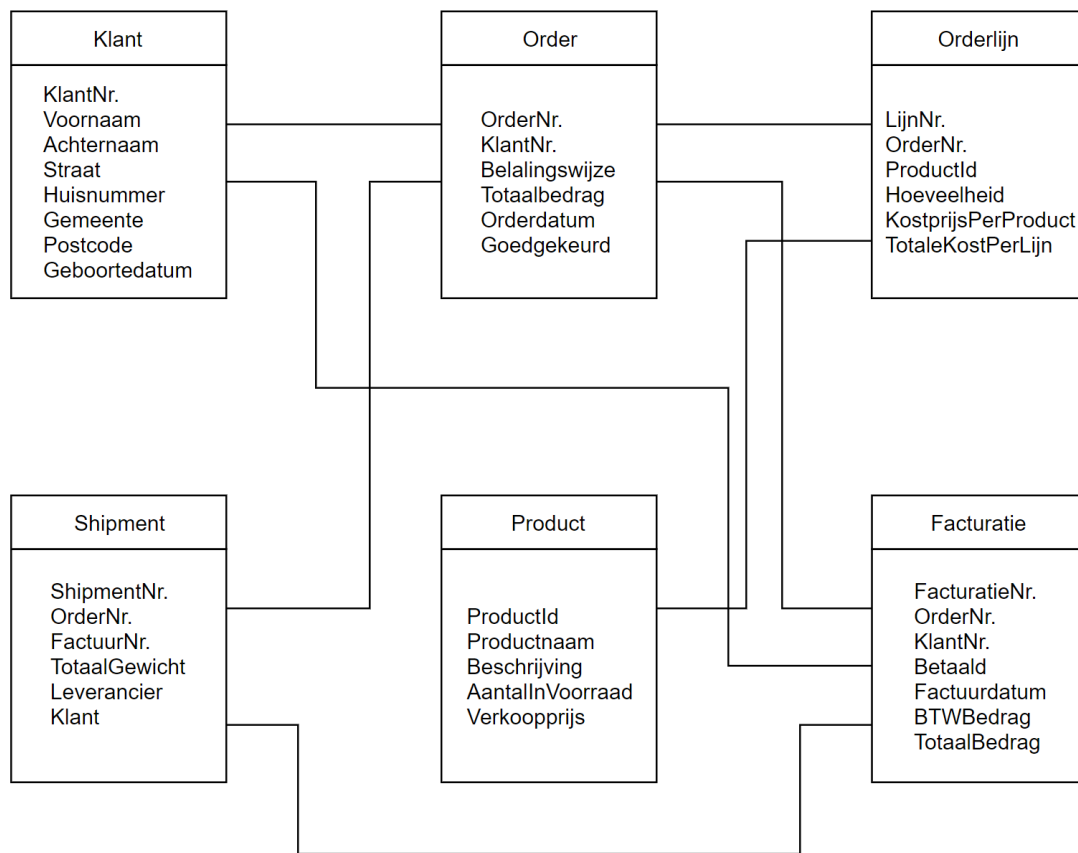 Klant
KlantNr.
Voornaam
Achternaam
Straat
Huisnummer
Gemeente
Postcode
Geboortedatum
Order
OrderNr.
KlantNr.
Belalingswijze
Totaalbedrag
Orderdatum
Goedgekeurd
Orderlijn
LijnNr.
OrderNr.
ProductId
Hoeveelheid
KostprijsPerProduct
TotaleKostPerLijn
Shipment
ShipmentNr.
OrderNr.
FactuurNr.
TotaalGewicht
Leverancier
Klant
Product
ProductId
Productnaam
Beschrijving
AantalInVoorraad
Verkoopprijs
Facturatie
FacturatieNr.
OrderNr.
KlantNr.
Betaald
Factuurdatum
BTWBedrag
TotaalBedrag